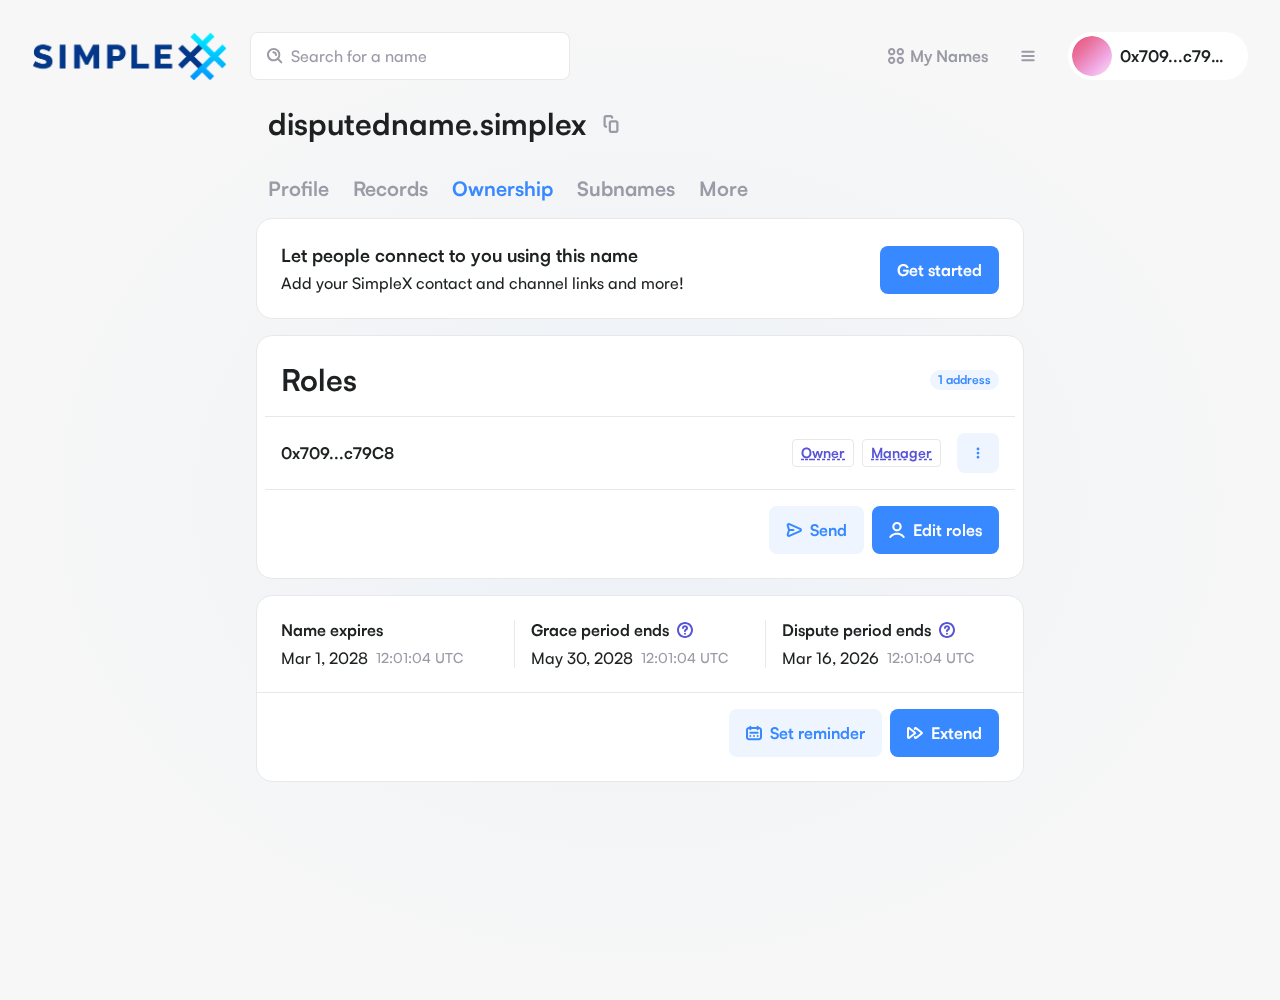 SIMPLEX
Search for a name
My Names
0x709...c79...
disputedname.simplex
Profile Records Ownership Subnames More
Let people connect to you using this name
Add your SimpleX contact and channel links and more!
Get started
Roles
1 address
0x709...c79C8
Owner Manager
Send Edit roles
Name expires Grace period ends Dispute period ends
Mar 1, 2028 12:01:04 UTC May 30, 2028 12:01:04 UTC Mar 16, 2026 12:01:04 UTC
Set reminder Extend